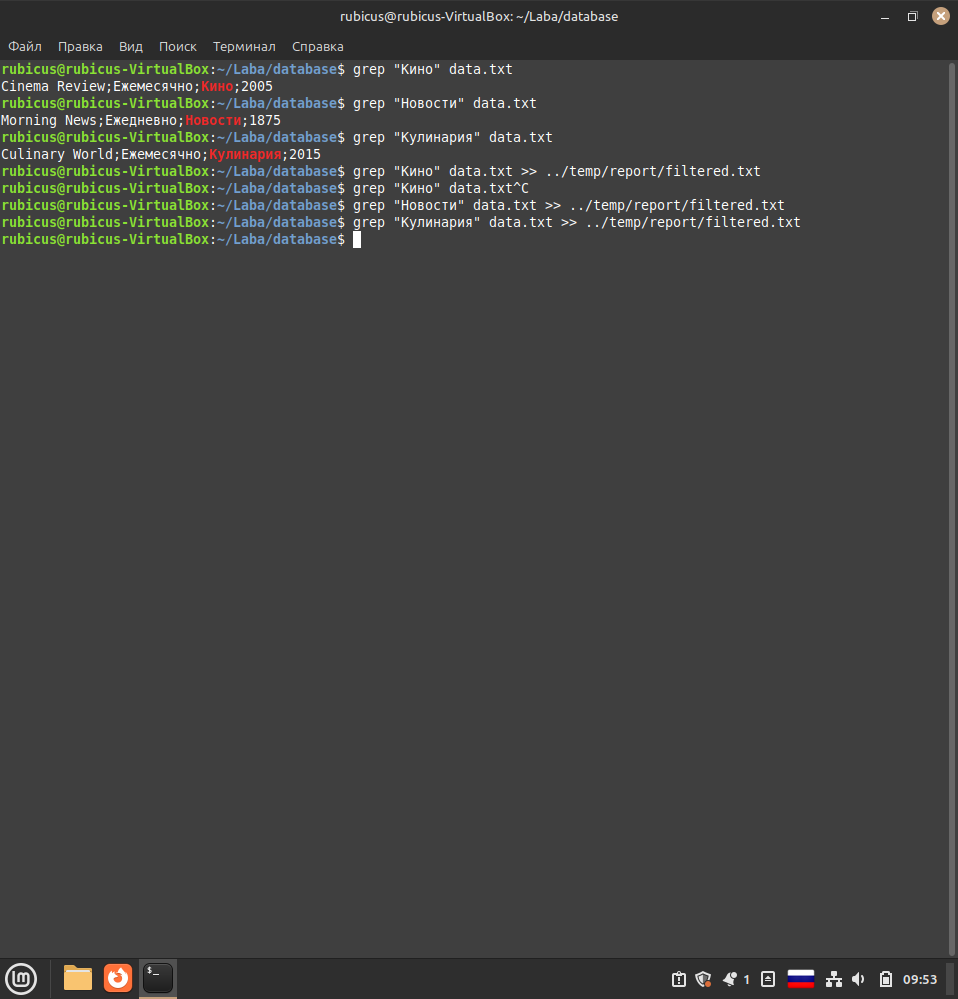 rubicus@rubicus-VirtualBox: ~/Laba/database
Файл Правка Вид Поиск Терминал Справка
rubicus@rubicus-VirtualBox:~/Laba/database$ grep "Кино" data.txt
Cinema Review;Ежемесячно;Кино;2005
rubicus@rubicus-VirtualBox:~/Laba/database$ grep "Новости" data.txt
Morning News;Ежедневно;Новости;1875
rubicus@rubicus-VirtualBox:~/Laba/database$ grep "Кулинария" data.txt
Culinary World;Ежемесячно;Кулинария;2015
rubicus@rubicus-VirtualBox:~/Laba/database$ grep "Кино" data.txt >> ../temp/report/filtered.txt
rubicus@rubicus-VirtualBox:~/Laba/database$ grep "Кино" data.txt^C
rubicus@rubicus-VirtualBox:~/Laba/database$ grep "Новости" data.txt >> ../temp/report/filtered.txt
rubicus@rubicus-VirtualBox:~/Laba/database$ grep "Кулинария" data.txt >> ../temp/report/filtered.txt
rubicus@rubicus-VirtualBox:~/Laba/database$
$_ 1 09:53